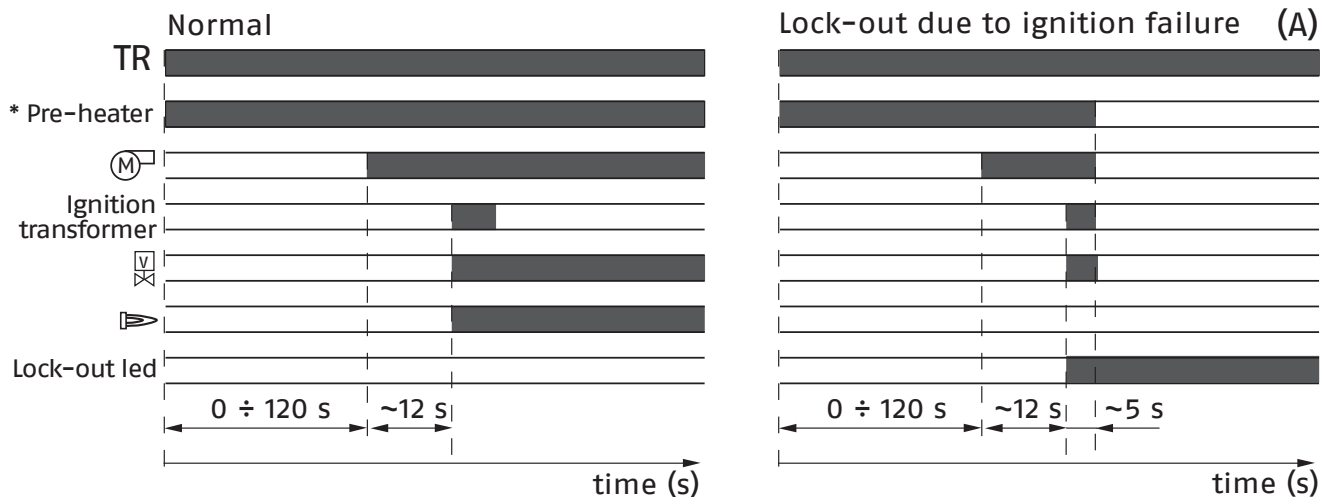 Normal
TR
* Pre-heater
M
Ignition
transformer
V
Lock-out led
0 ÷ 120 s
~12 s
time (s)
Lock-out due to ignition failure (A)
0 ÷ 120 s
~12 s
~5 s
time (s)